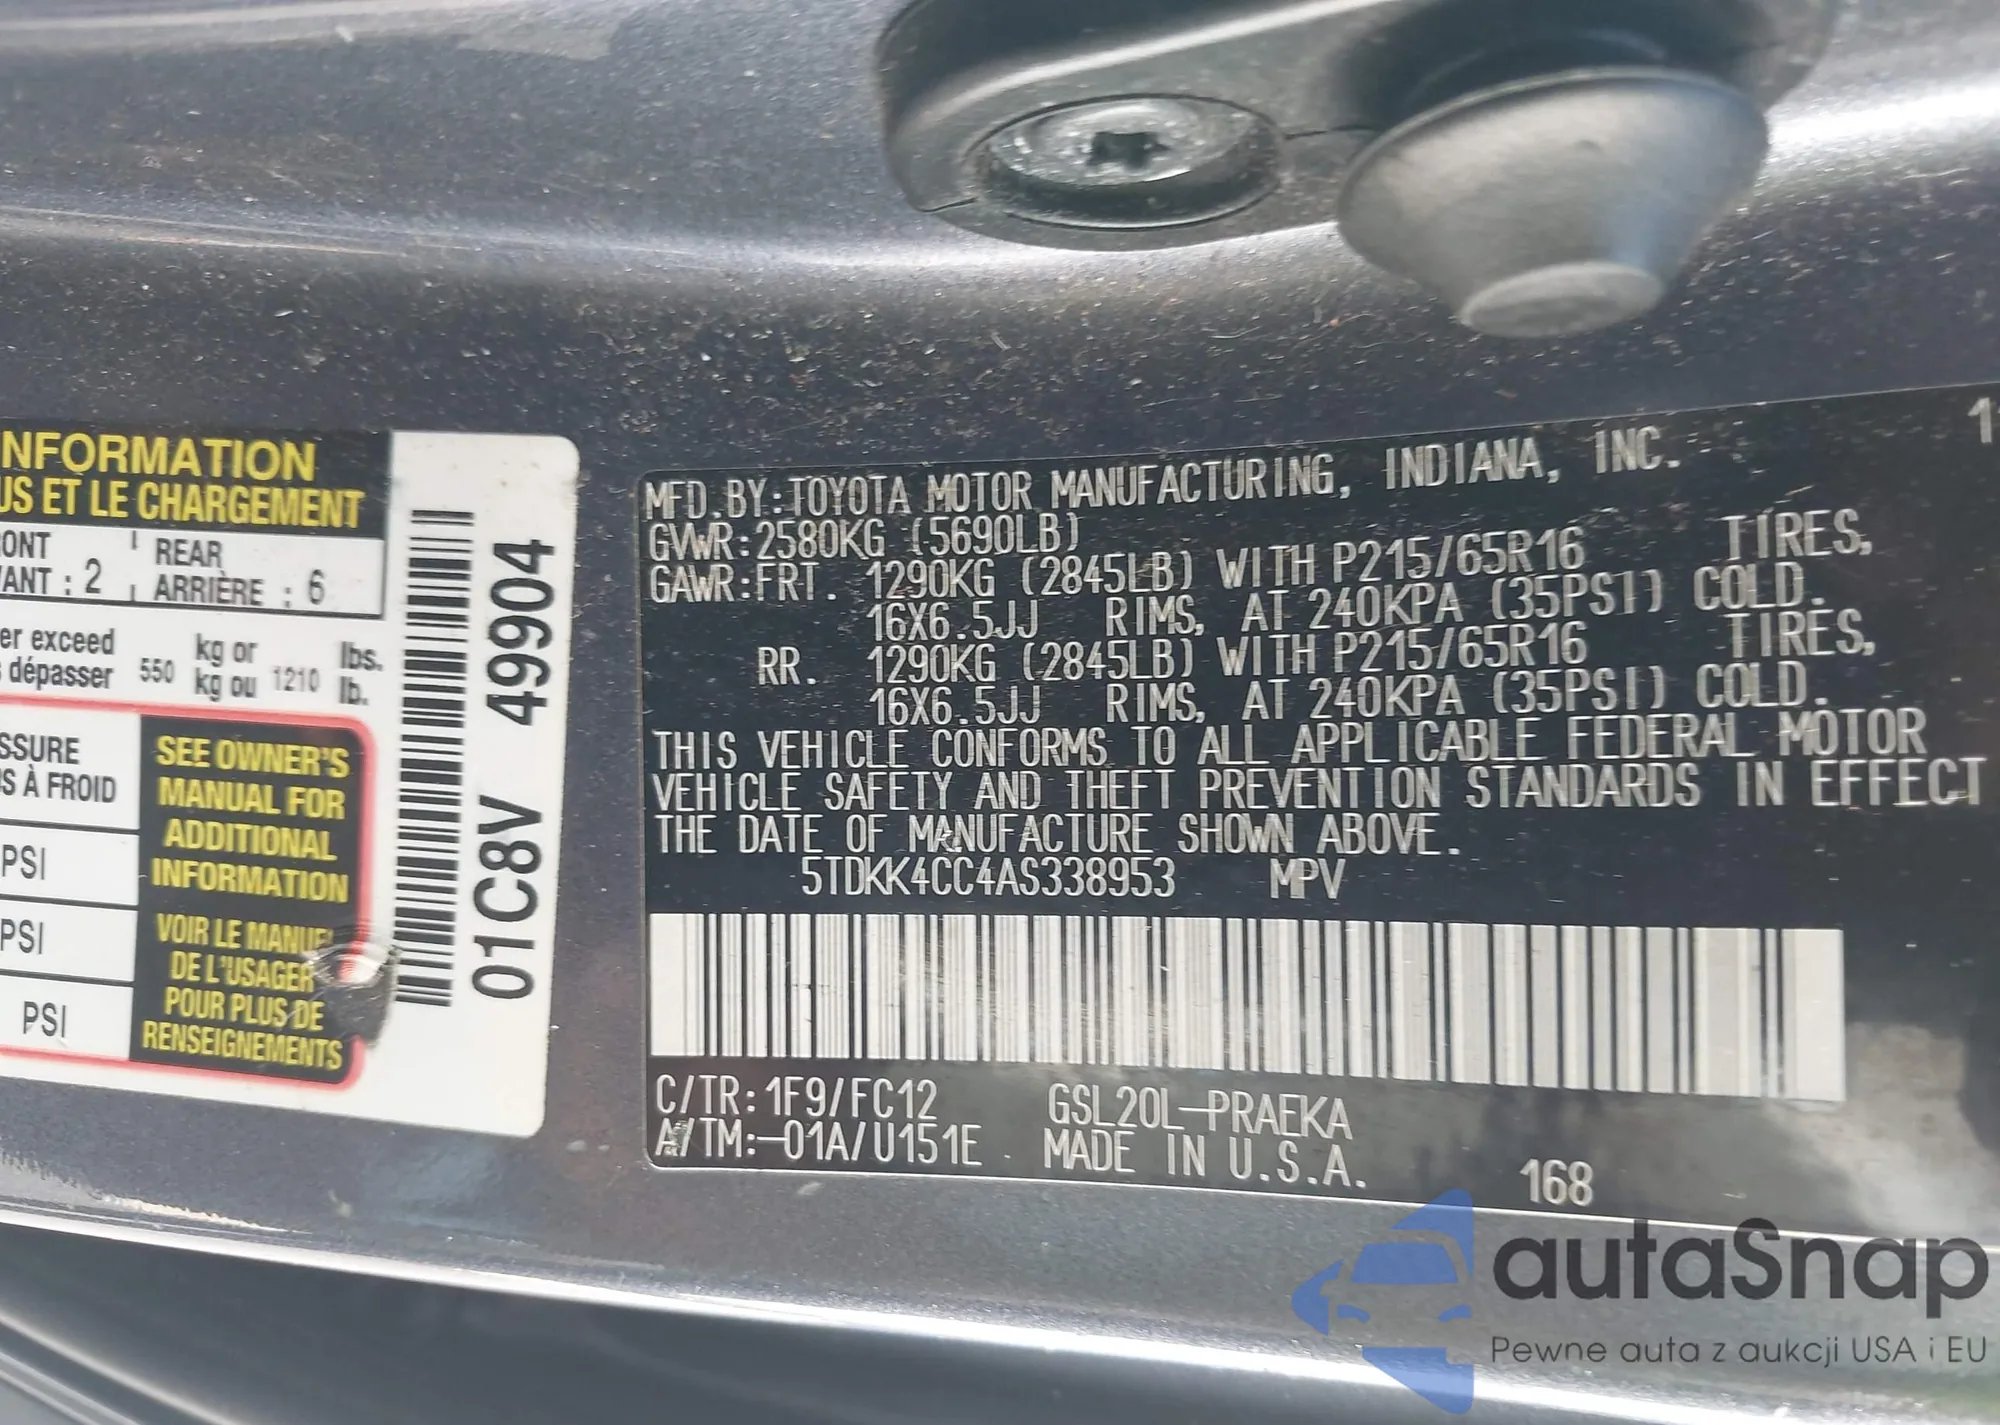 NFORMATION
US ET LE CHARGEMENT
ONT
VANT : 2
REAR
ARRIÈRE : 6
er exceed
dépasser
550
kg or
kg ou
1210
lbs.
lb.
SSURE
S À FROID
PSI
PSI
PSI
SEE OWNER'S
MANUAL FOR
ADDITIONAL
INFORMATION
VOIR LE MANUEL
DE L'USAGER
POUR PLUS DE
RENSEIGNEMENTS
01C8V 49904
MFD.BY:TOYOTA MOTOR MANUFACTURING, INDIANA, INC.
GVWR:2580KG (5690LB)
GAWR:FRT. 1290KG (2845LB) WITH P215/65R16 TIRES,
16X6.5JJ RIMS, AT 240KPA (35PSI) COLD.
RR. 1290KG (2845LB) WITH P215/65R16 TIRES,
16X6.5JJ RIMS, AT 240KPA (35PSI) COLD.
THIS VEHICLE CONFORMS TO ALL APPLICABLE FEDERAL MOTOR
VEHICLE SAFETY AND THEFT PREVENTION STANDARDS IN EFFECT
THE DATE OF MANUFACTURE SHOWN ABOVE.
5TDKK4CC4AS338953 MPV
C/TR:1F9/FC12 GSL20L-PRAEKA
A/TM:-01A/U151E MADE IN U.S.A.
168
autaSnap
Pewne auta z aukcji USA i EU